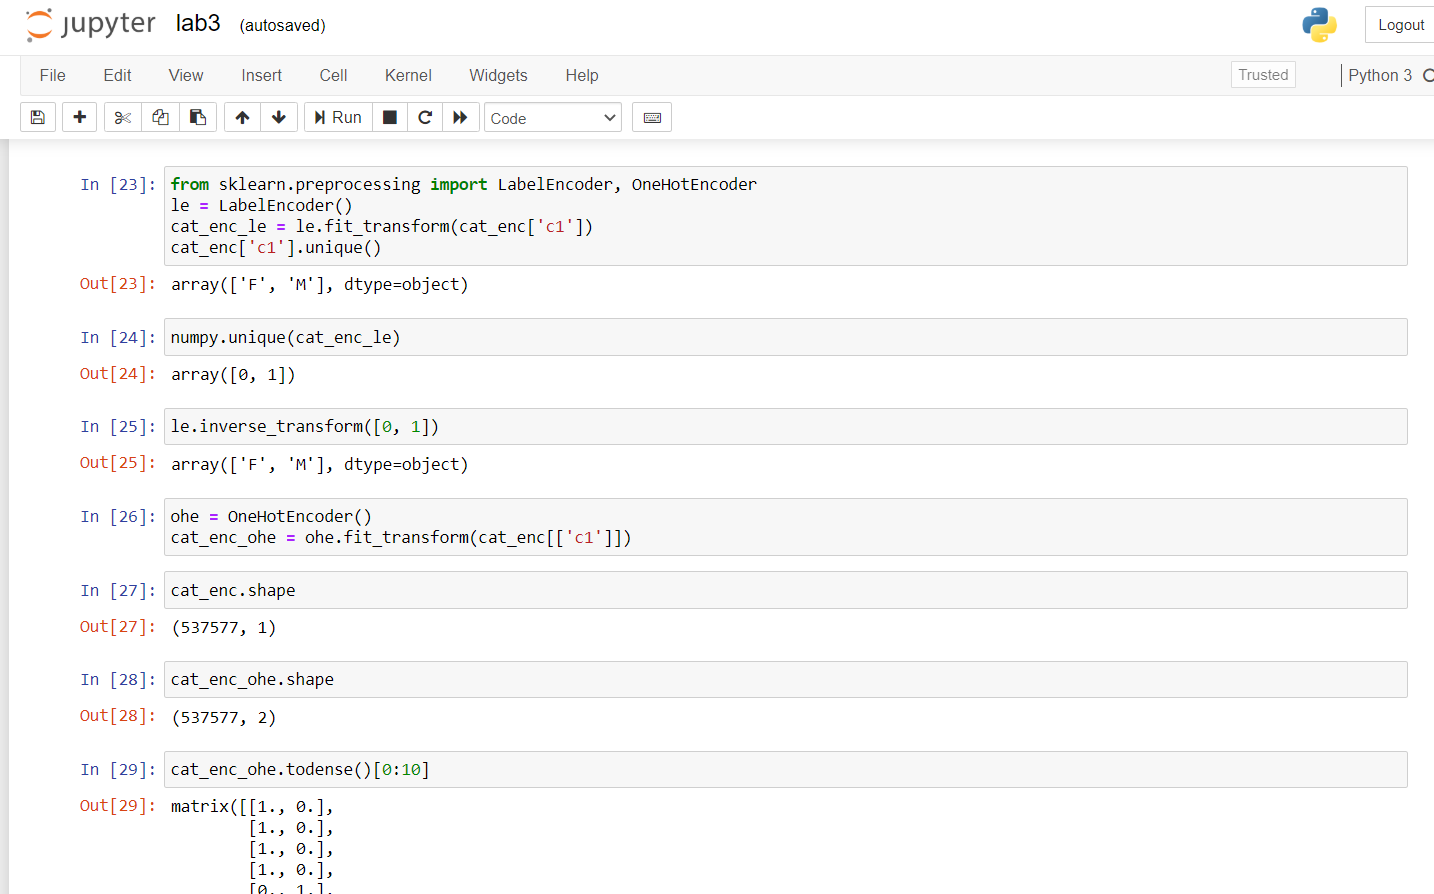 jupyter lab3 (autosaved)
Logout
File Edit View Insert Cell Kernel Widgets Help
Trusted
Python 3
Run
Code
In [23]: from sklearn.preprocessing import LabelEncoder, OneHotEncoder
le = LabelEncoder()
cat_enc_le = le.fit_transform(cat_enc['c1'])
cat_enc['c1'].unique()
Out[23]: array(['F', 'M'], dtype=object)
In [24]: numpy.unique(cat_enc_le)
Out[24]: array([0, 1])
In [25]: le.inverse_transform([0, 1])
Out[25]: array(['F', 'M'], dtype=object)
In [26]: ohe = OneHotEncoder()
cat_enc_ohe = ohe.fit_transform(cat_enc[['c1']])
In [27]: cat_enc.shape
Out[27]: (537577, 1)
In [28]: cat_enc_ohe.shape
Out[28]: (537577, 2)
In [29]: cat_enc_ohe.todense()[0:10]
Out[29]: matrix([[1., 0.],
[1., 0.],
[1., 0.],
[1., 0.],
[0., 1.],